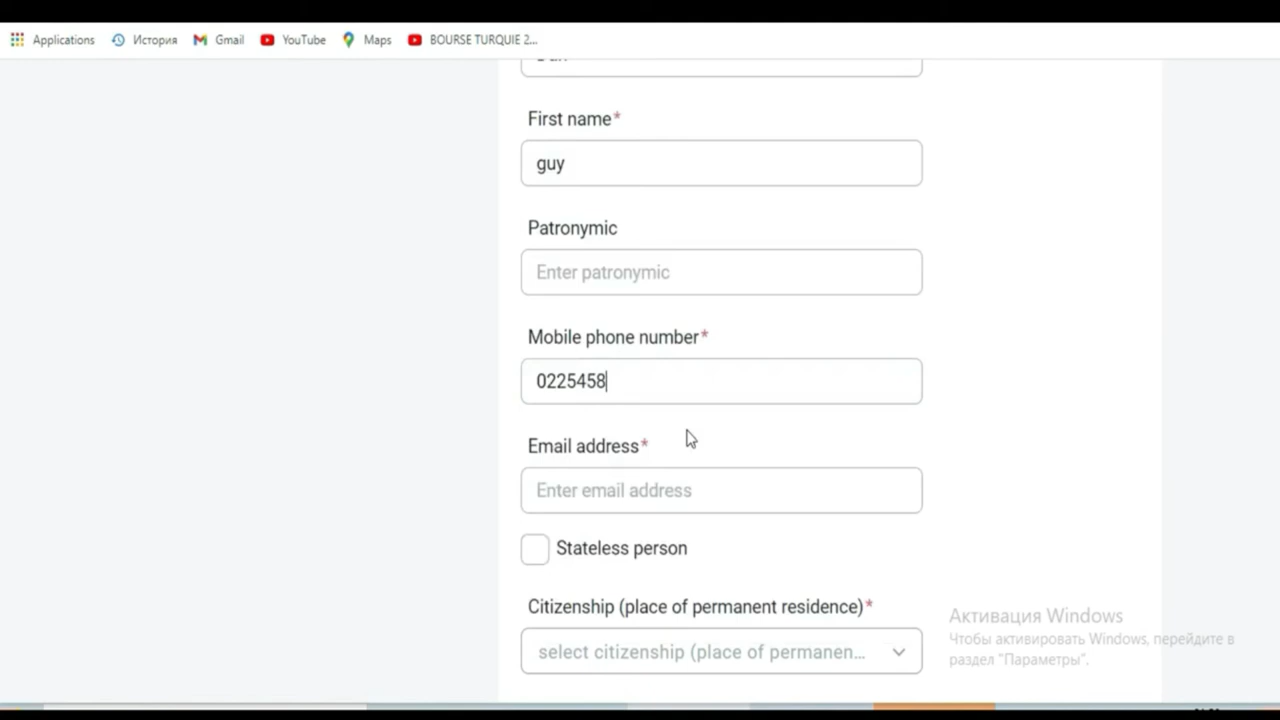 Applications История Gmail YouTube Maps BOURSE TURQUIE 2...
First name*
guy
Patronymic
Enter patronymic
Mobile phone number*
0225458
Email address*
Enter email address
Stateless person
Citizenship (place of permanent residence)*
select citizenship (place of permanen...
Активация Windows
Чтобы активировать Windows, перейдите в
раздел "Параметры".